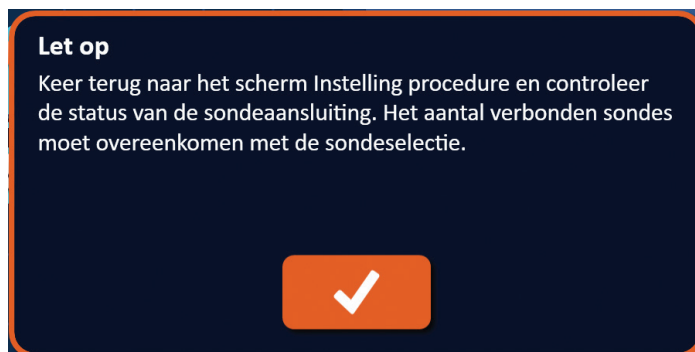 Let op
Keer terug naar het scherm Instelling procedure en controleer
de status van de sondeaansluiting. Het aantal verbonden sondes
moet overeenkomen met de sondeselectie.